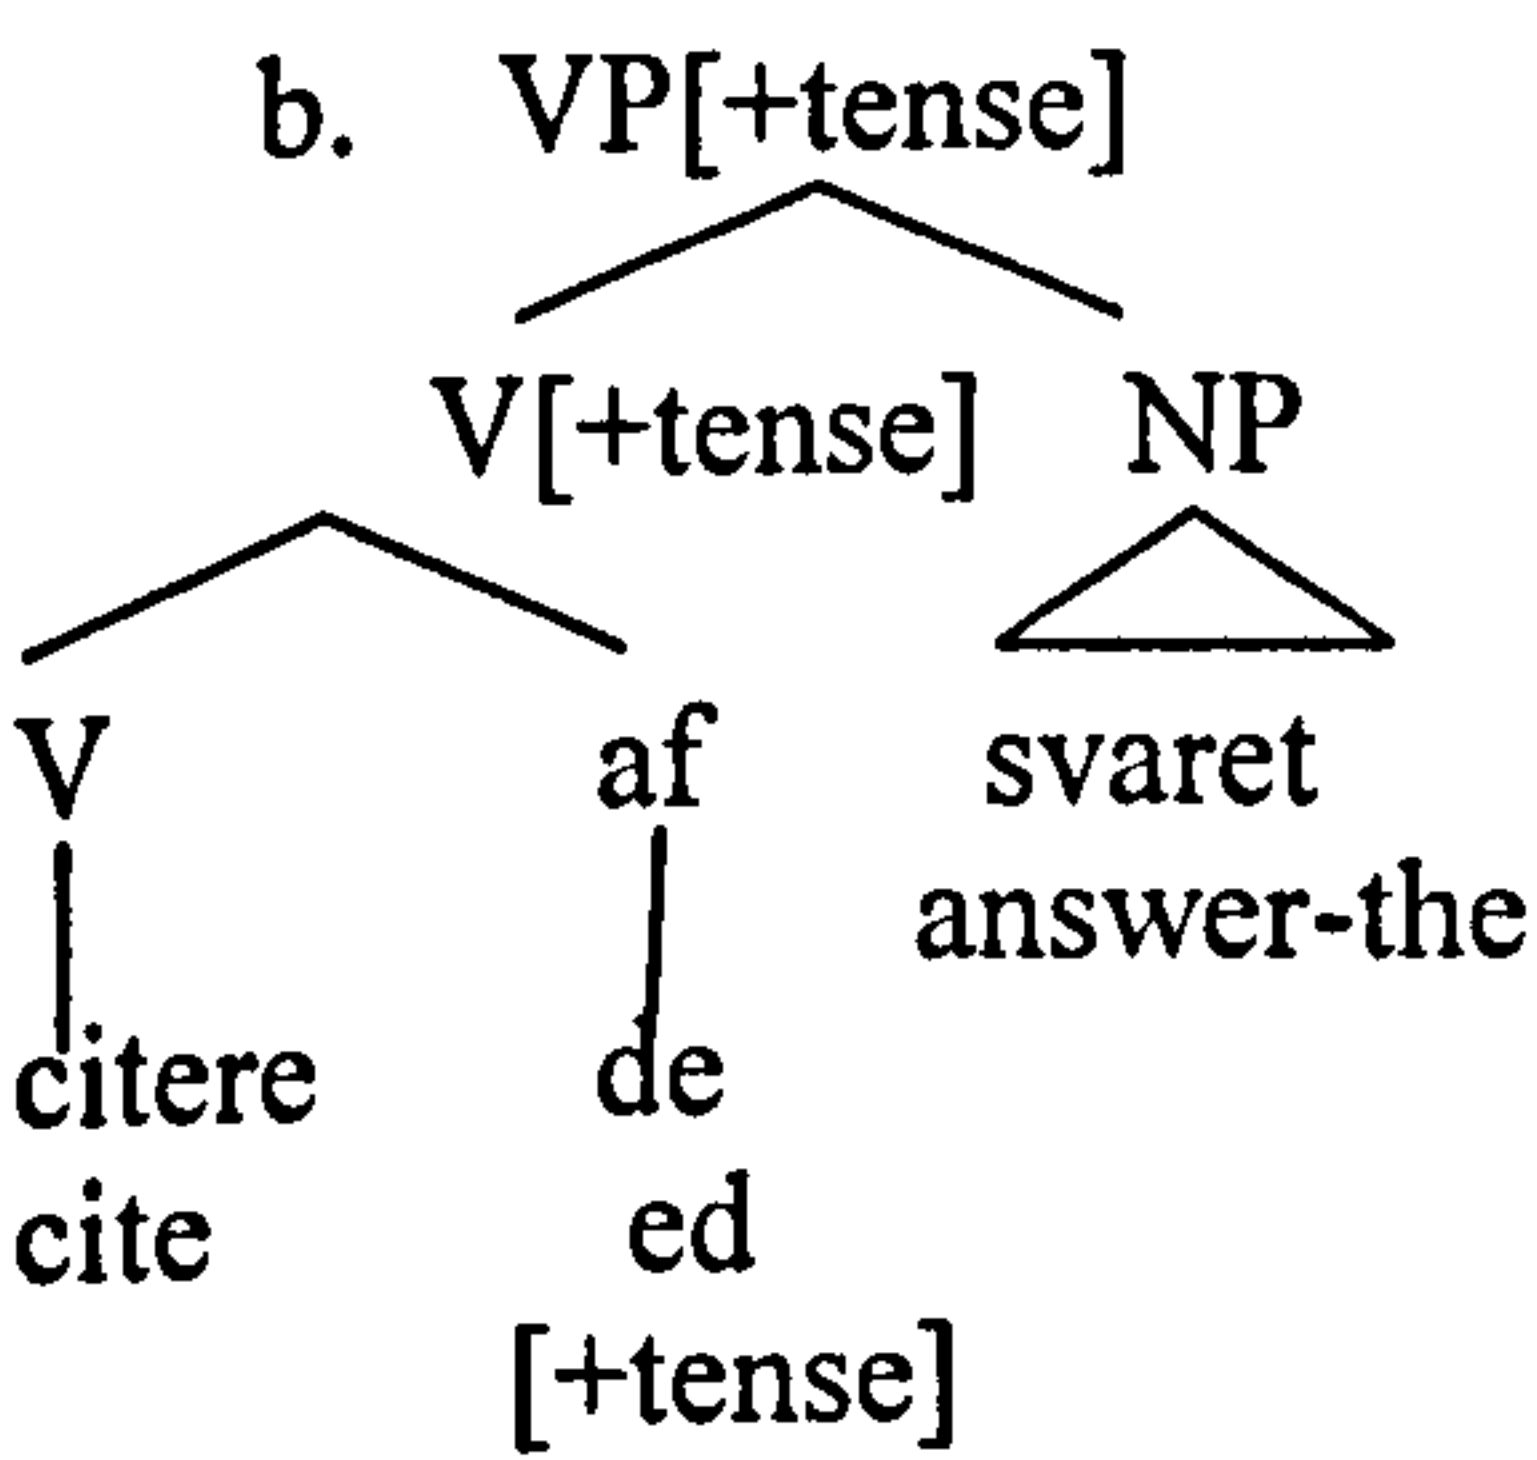 b. VP[+tense]
V[+tense] NP
V af svaret
answer-the
citere de
cite ed
[+tense]